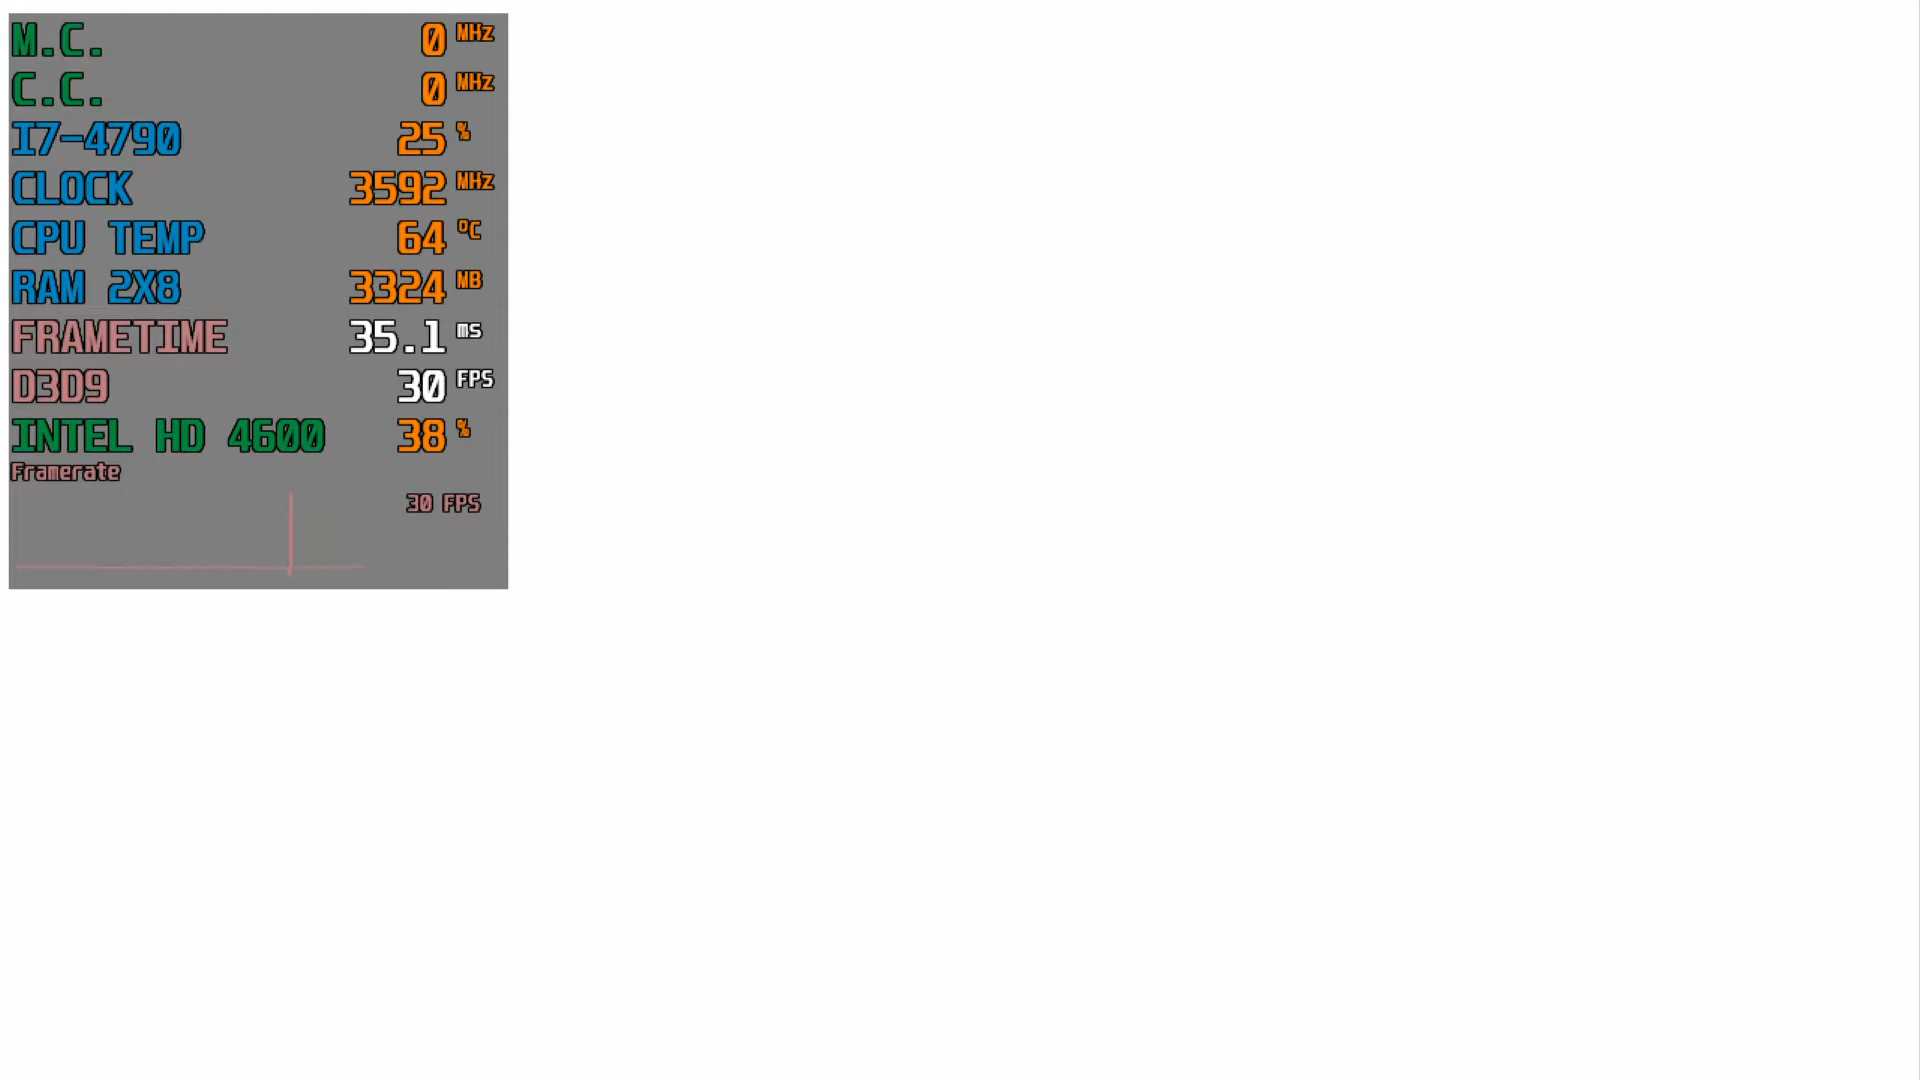 M.C. 0 MHz
C.C. 0 MHz
I7-4790 25 %
CLOCK 3592 MHz
CPU TEMP 64 ºC
RAM 2X8 3324 MB
FRAMETIME 35.1 ms
D3D9 30 FPS
INTEL HD 4600 38 %
Framerate
30 FPS